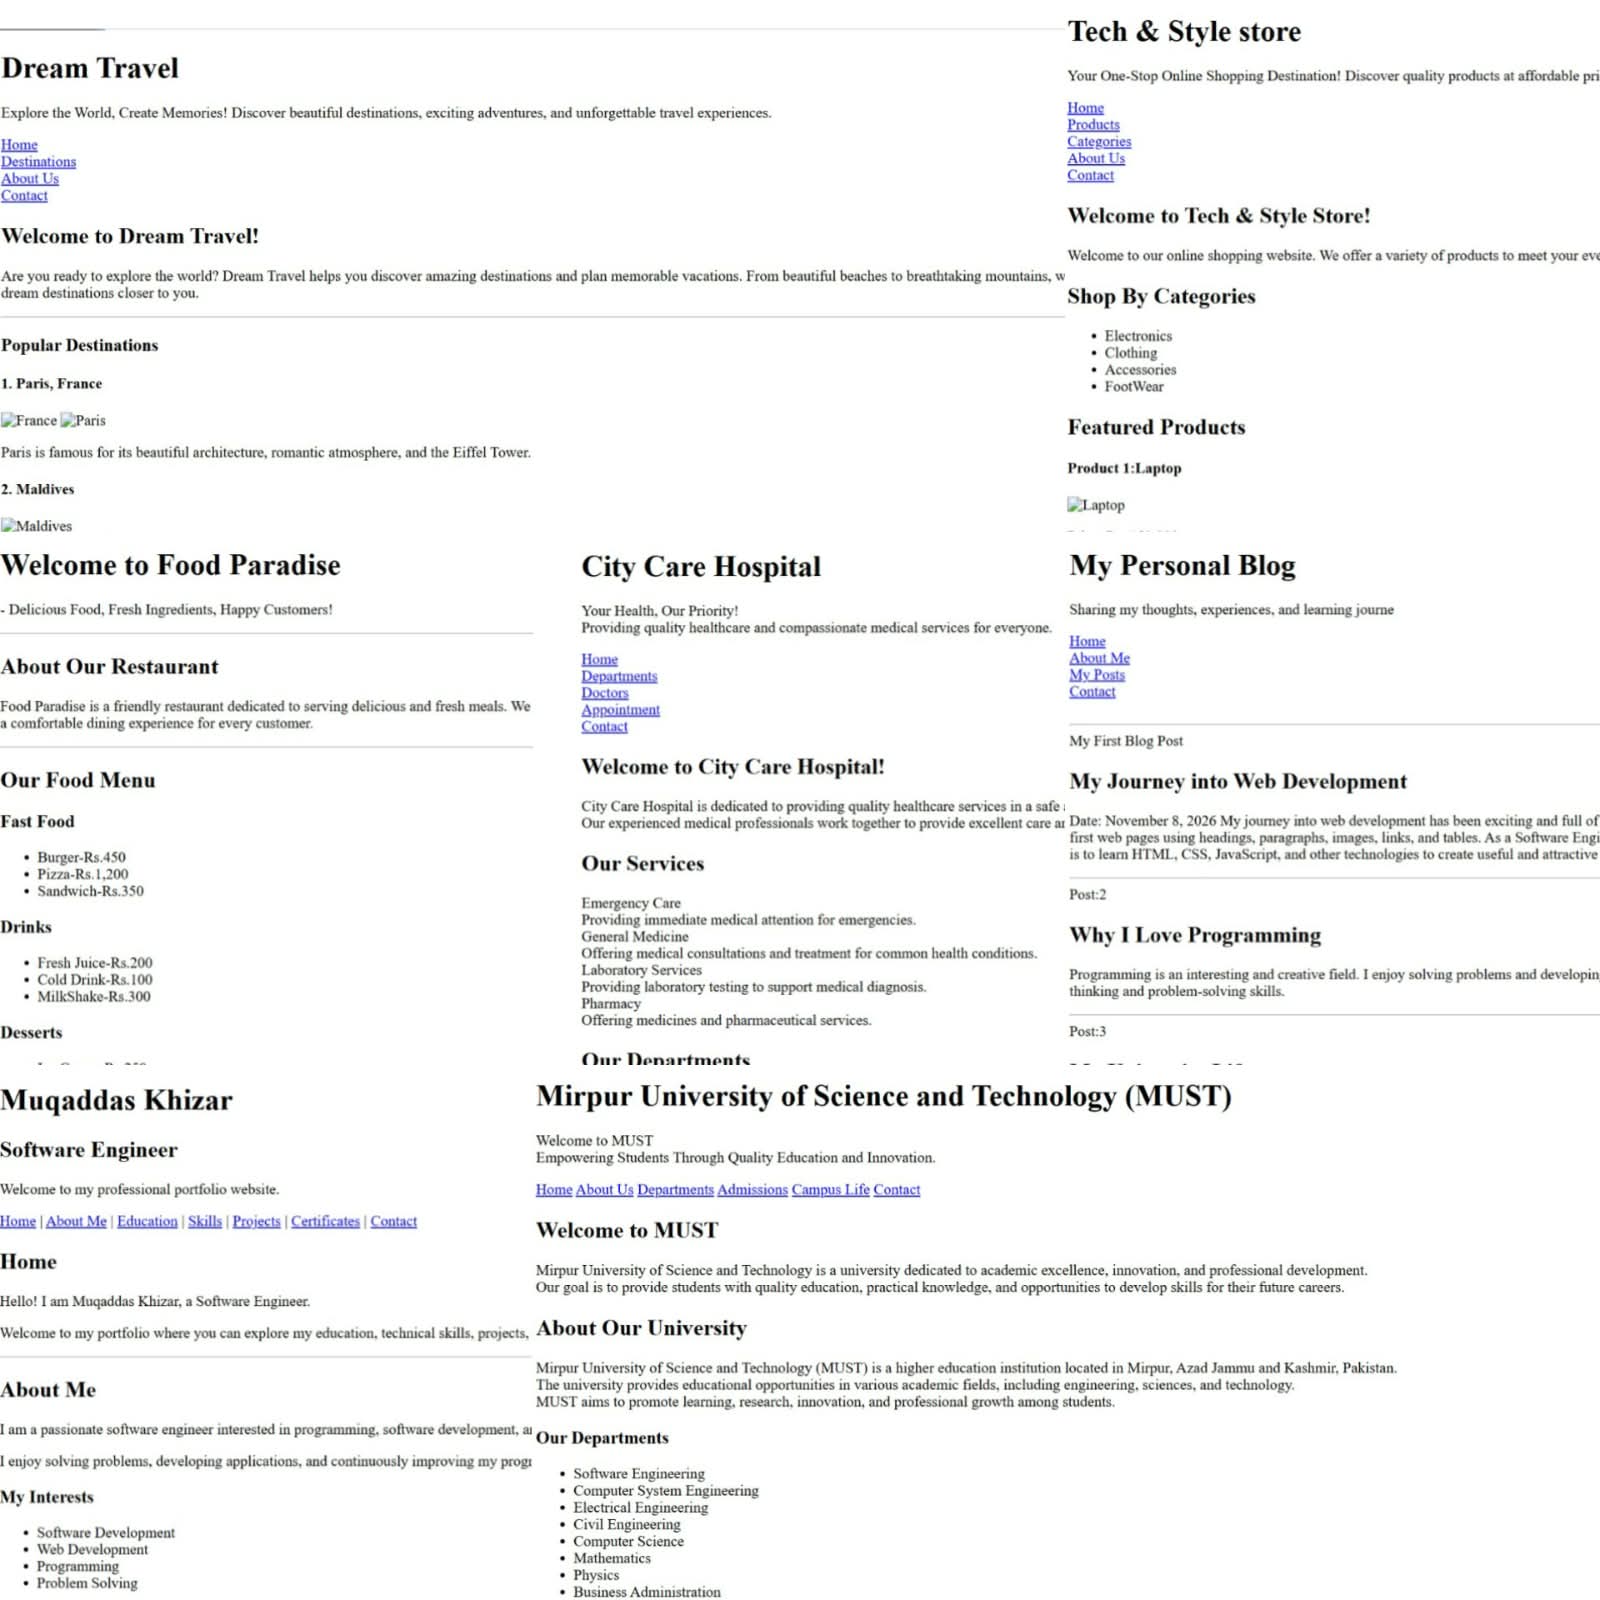 Dream Travel
Explore the World, Create Memories! Discover beautiful destinations, exciting adventures, and unforgettable travel experiences.
Home
Destinations
About Us
Contact
Welcome to Dream Travel!
Are you ready to explore the world? Dream Travel helps you discover amazing destinations and plan memorable vacations. From beautiful beaches to breathtaking mountains, w
dream destinations closer to you.
Popular Destinations
1. Paris, France
France Paris
Paris is famous for its beautiful architecture, romantic atmosphere, and the Eiffel Tower.
2. Maldives
Maldives
Tech & Style store
Your One-Stop Online Shopping Destination! Discover quality products at affordable pri
Home
Products
Categories
About Us
Contact
Welcome to Tech & Style Store!
Welcome to our online shopping website. We offer a variety of products to meet your eve
Shop By Categories
• Electronics
• Clothing
• Accessories
• FootWear
Featured Products
Product 1:Laptop
Laptop
Welcome to Food Paradise
- Delicious Food, Fresh Ingredients, Happy Customers!
About Our Restaurant
Food Paradise is a friendly restaurant dedicated to serving delicious and fresh meals. We
a comfortable dining experience for every customer.
Our Food Menu
Fast Food
• Burger-Rs.450
• Pizza-Rs.1,200
• Sandwich-Rs.350
Drinks
• Fresh Juice-Rs.200
• Cold Drink-Rs.100
• MilkShake-Rs.300
Desserts
City Care Hospital
Your Health, Our Priority!
Providing quality healthcare and compassionate medical services for everyone.
Home
Departments
Doctors
Appointment
Contact
Welcome to City Care Hospital!
City Care Hospital is dedicated to providing quality healthcare services in a safe
Our experienced medical professionals work together to provide excellent care ar
Our Services
Emergency Care
Providing immediate medical attention for emergencies.
General Medicine
Offering medical consultations and treatment for common health conditions.
Laboratory Services
Providing laboratory testing to support medical diagnosis.
Pharmacy
Offering medicines and pharmaceutical services.
Our Departments
My Personal Blog
Sharing my thoughts, experiences, and learning journe
Home
About Me
My Posts
Contact
My First Blog Post
My Journey into Web Development
Date: November 8, 2026 My journey into web development has been exciting and full of
first web pages using headings, paragraphs, images, links, and tables. As a Software Engi
is to learn HTML, CSS, JavaScript, and other technologies to create useful and attractive
Post:2
Why I Love Programming
Programming is an interesting and creative field. I enjoy solving problems and developin
thinking and problem-solving skills.
Post:3
Muqaddas Khizar
Software Engineer
Welcome to my professional portfolio website.
Home | About Me | Education | Skills | Projects | Certificates | Contact
Home
Hello! I am Muqaddas Khizar, a Software Engineer.
Welcome to my portfolio where you can explore my education, technical skills, projects,
About Me
I am a passionate software engineer interested in programming, software development, a
I enjoy solving problems, developing applications, and continuously improving my progr
My Interests
• Software Development
• Web Development
• Programming
• Problem Solving
Mirpur University of Science and Technology (MUST)
Welcome to MUST
Empowering Students Through Quality Education and Innovation.
Home About Us Departments Admissions Campus Life Contact
Welcome to MUST
Mirpur University of Science and Technology is a university dedicated to academic excellence, innovation, and professional development.
Our goal is to provide students with quality education, practical knowledge, and opportunities to develop skills for their future careers.
About Our University
Mirpur University of Science and Technology (MUST) is a higher education institution located in Mirpur, Azad Jammu and Kashmir, Pakistan.
The university provides educational opportunities in various academic fields, including engineering, sciences, and technology.
MUST aims to promote learning, research, innovation, and professional growth among students.
Our Departments
• Software Engineering
• Computer System Engineering
• Electrical Engineering
• Civil Engineering
• Computer Science
• Mathematics
• Physics
• Business Administration